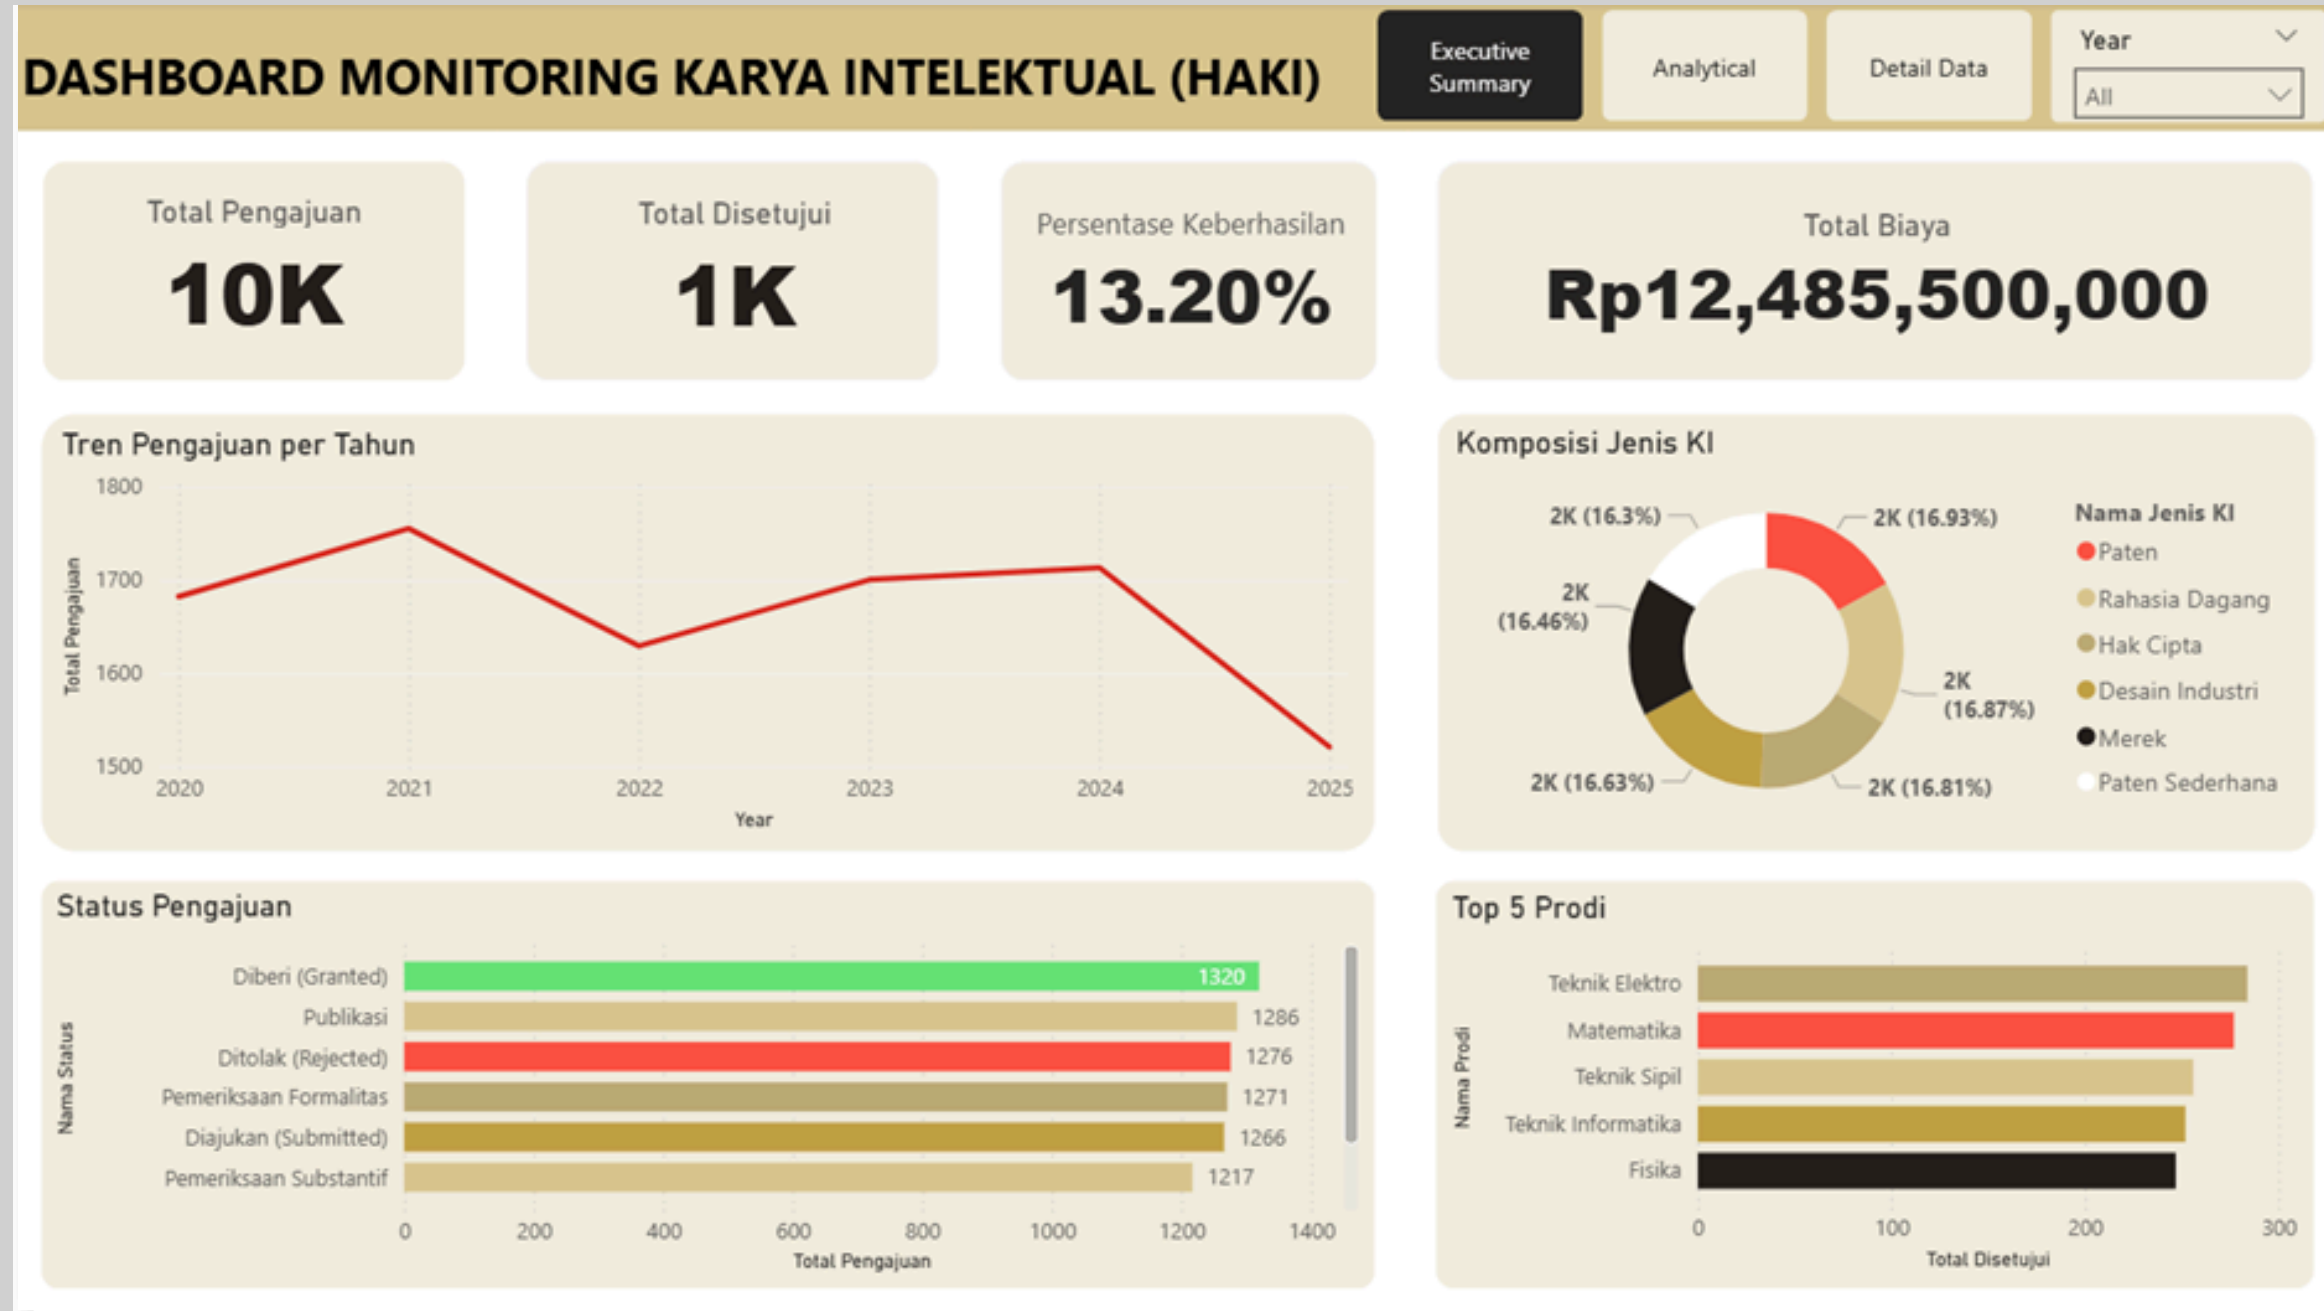 DASHBOARD MONITORING KARYA INTELEKTUAL (HAKI)
Executive
Summary
Analytical
Detail Data
Year
All
Total Pengajuan
10K
Total Disetujui
1K
Persentase Keberhasilan
13.20%
Total Biaya
Rp12,485,500,000
Tren Pengajuan per Tahun
Total Pengajuan
1800
1700
1600
1500
2020
2021
2022
2023
2024
2025
Year
Komposisi Jenis KI
2K (16.3%)
2K (16.93%)
2K
(16.46%)
2K
(16.87%)
2K (16.63%)
2K (16.81%)
Nama Jenis KI
Paten
Rahasia Dagang
Hak Cipta
Desain Industri
Merek
Paten Sederhana
Status Pengajuan
Nama Status
Diberi (Granted)
1320
Publikasi
1286
Ditolak (Rejected)
1276
Pemeriksaan Formalitas
1271
Diajukan (Submitted)
1266
Pemeriksaan Substantif
1217
0
200
400
600
800
1000
1200
1400
Total Pengajuan
Top 5 Prodi
Nama Prodi
Teknik Elektro
Matematika
Teknik Sipil
Teknik Informatika
Fisika
0
100
200
300
Total Disetujui